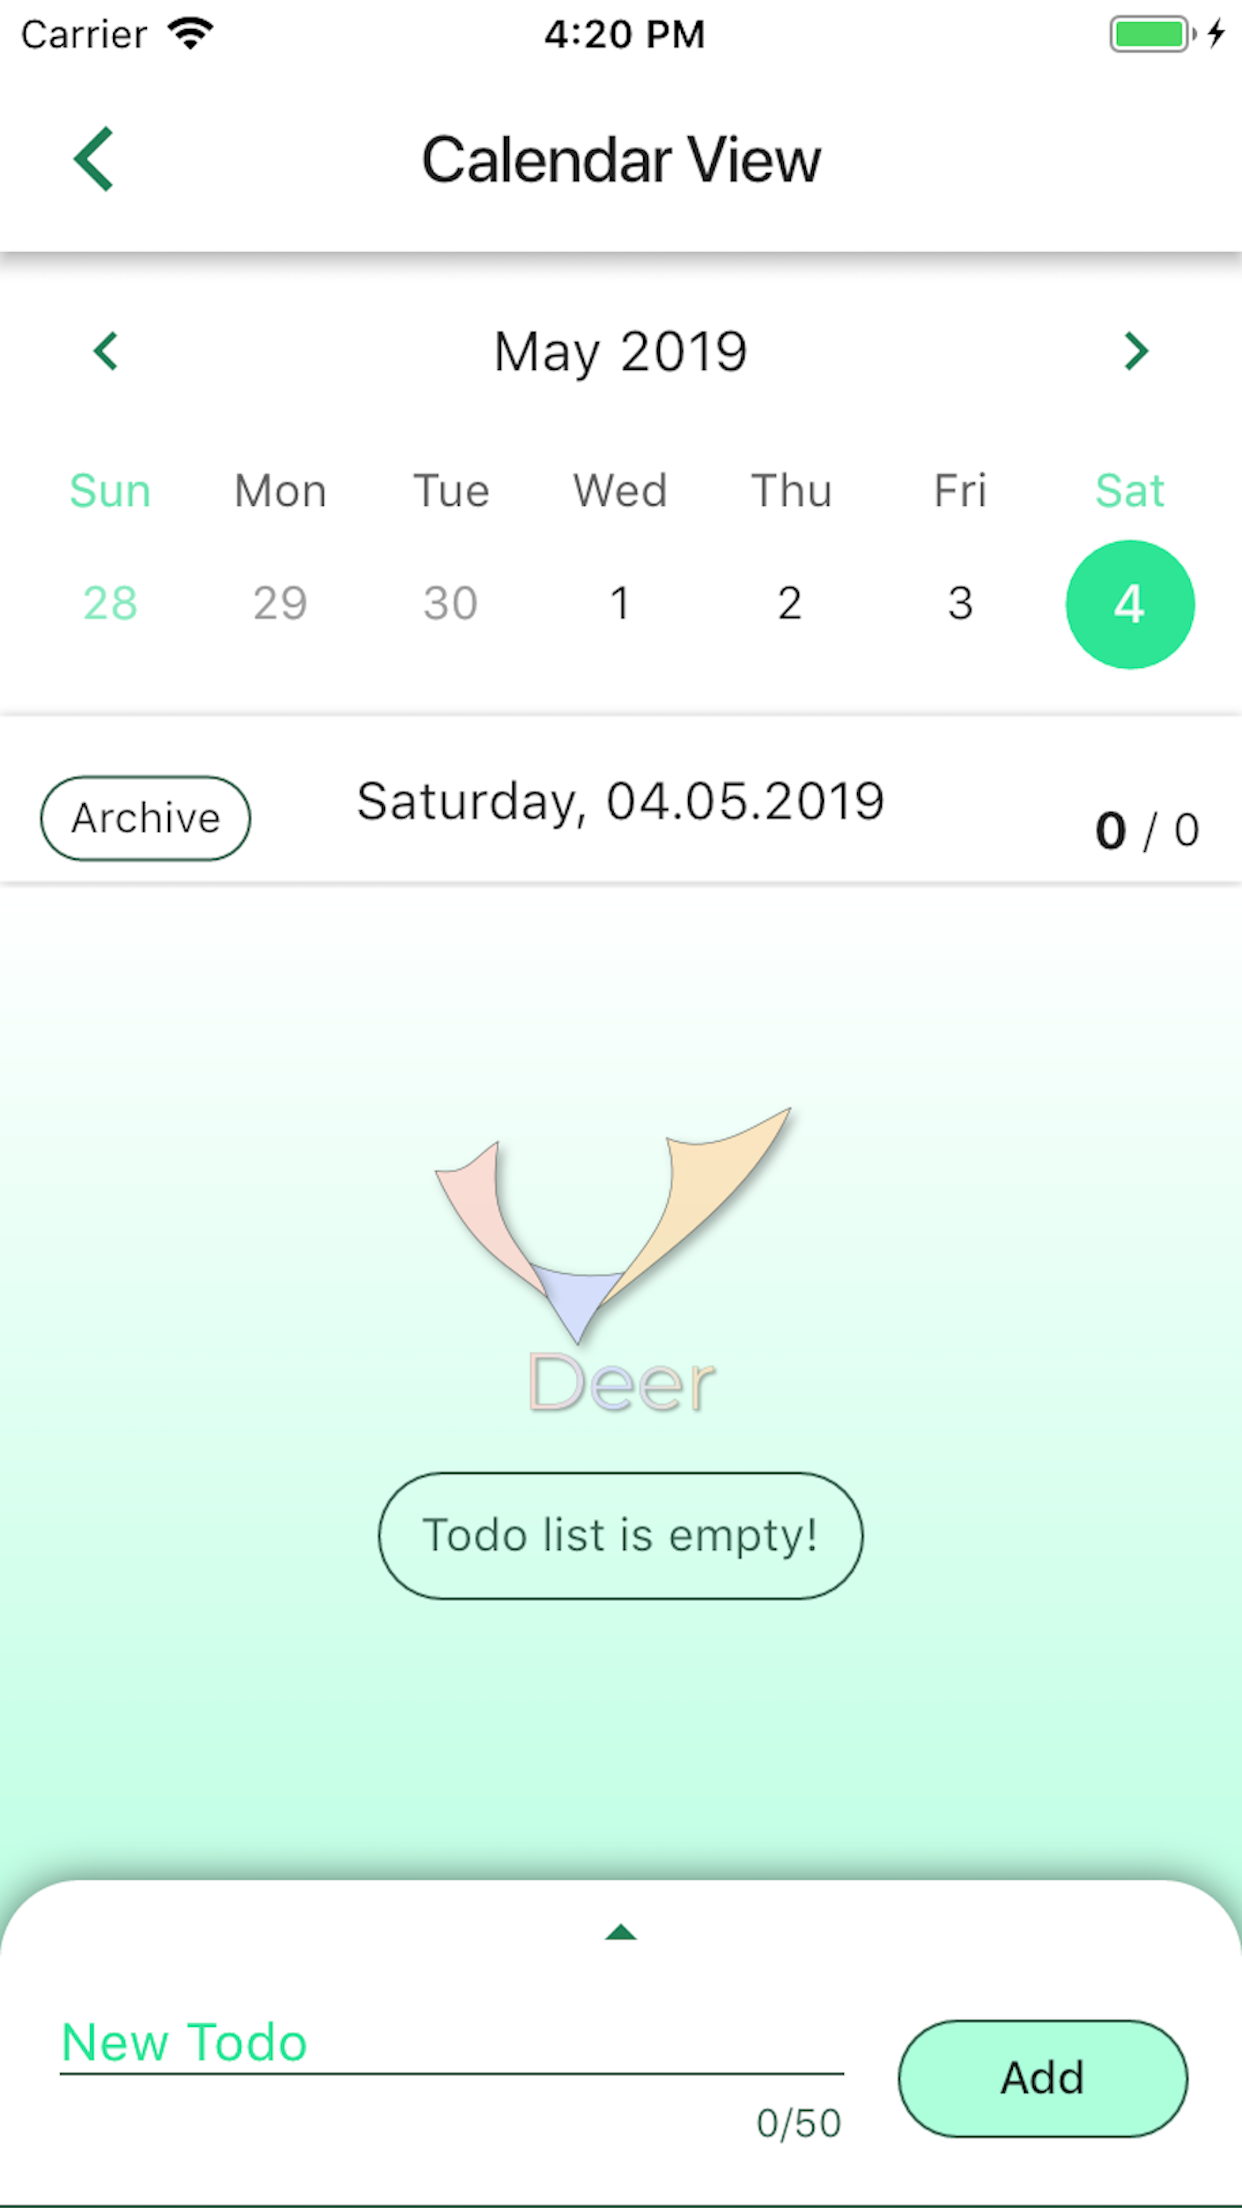 Carrier 4:20 PM
Calendar View
May 2019
Sun Mon Tue Wed Thu Fri Sat
28 29 30 1 2 3 4
Archive Saturday, 04.05.2019 0 / 0
Deer
Todo list is empty!
New Todo
Add
0/50